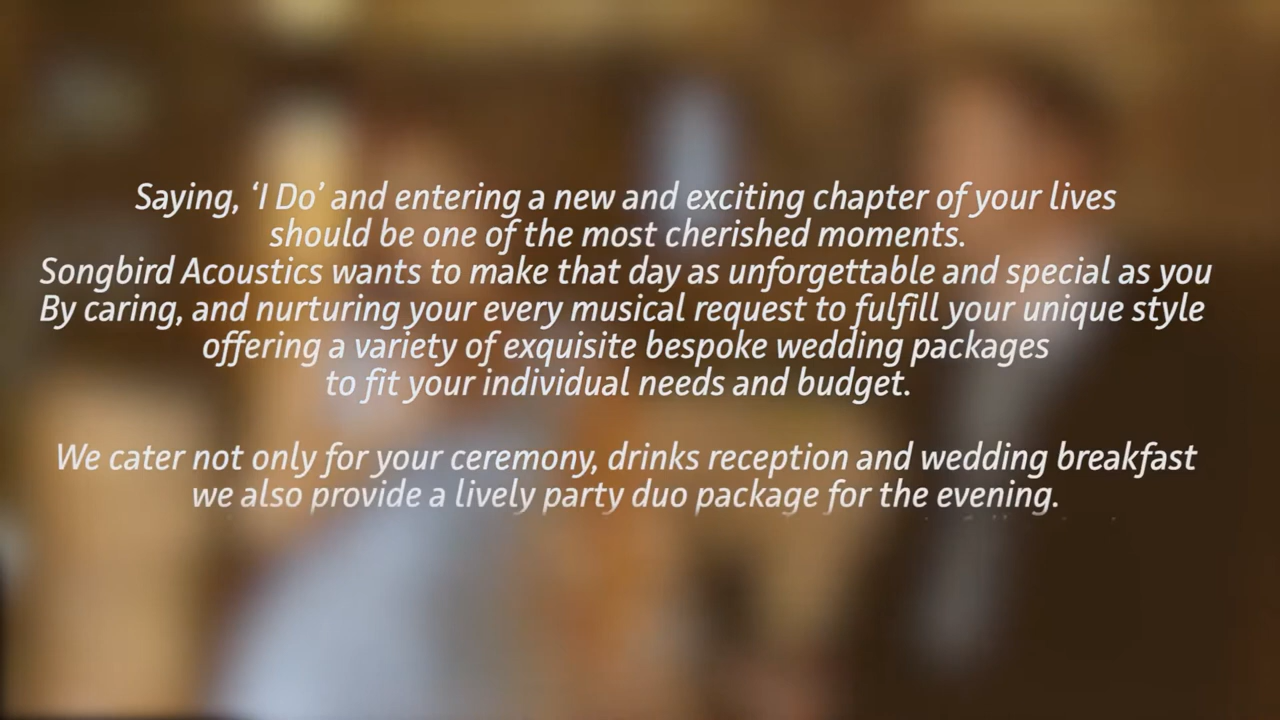 Saying, ‘I Do’ and entering a new and exciting chapter of your lives
should be one of the most cherished moments.
Songbird Acoustics wants to make that day as unforgettable and special as you
By caring, and nurturing your every musical request to fulfill your unique style
offering a variety of exquisite bespoke wedding packages
to fit your individual needs and budget.
We cater not only for your ceremony, drinks reception and wedding breakfast
we also provide a lively party duo package for the evening.